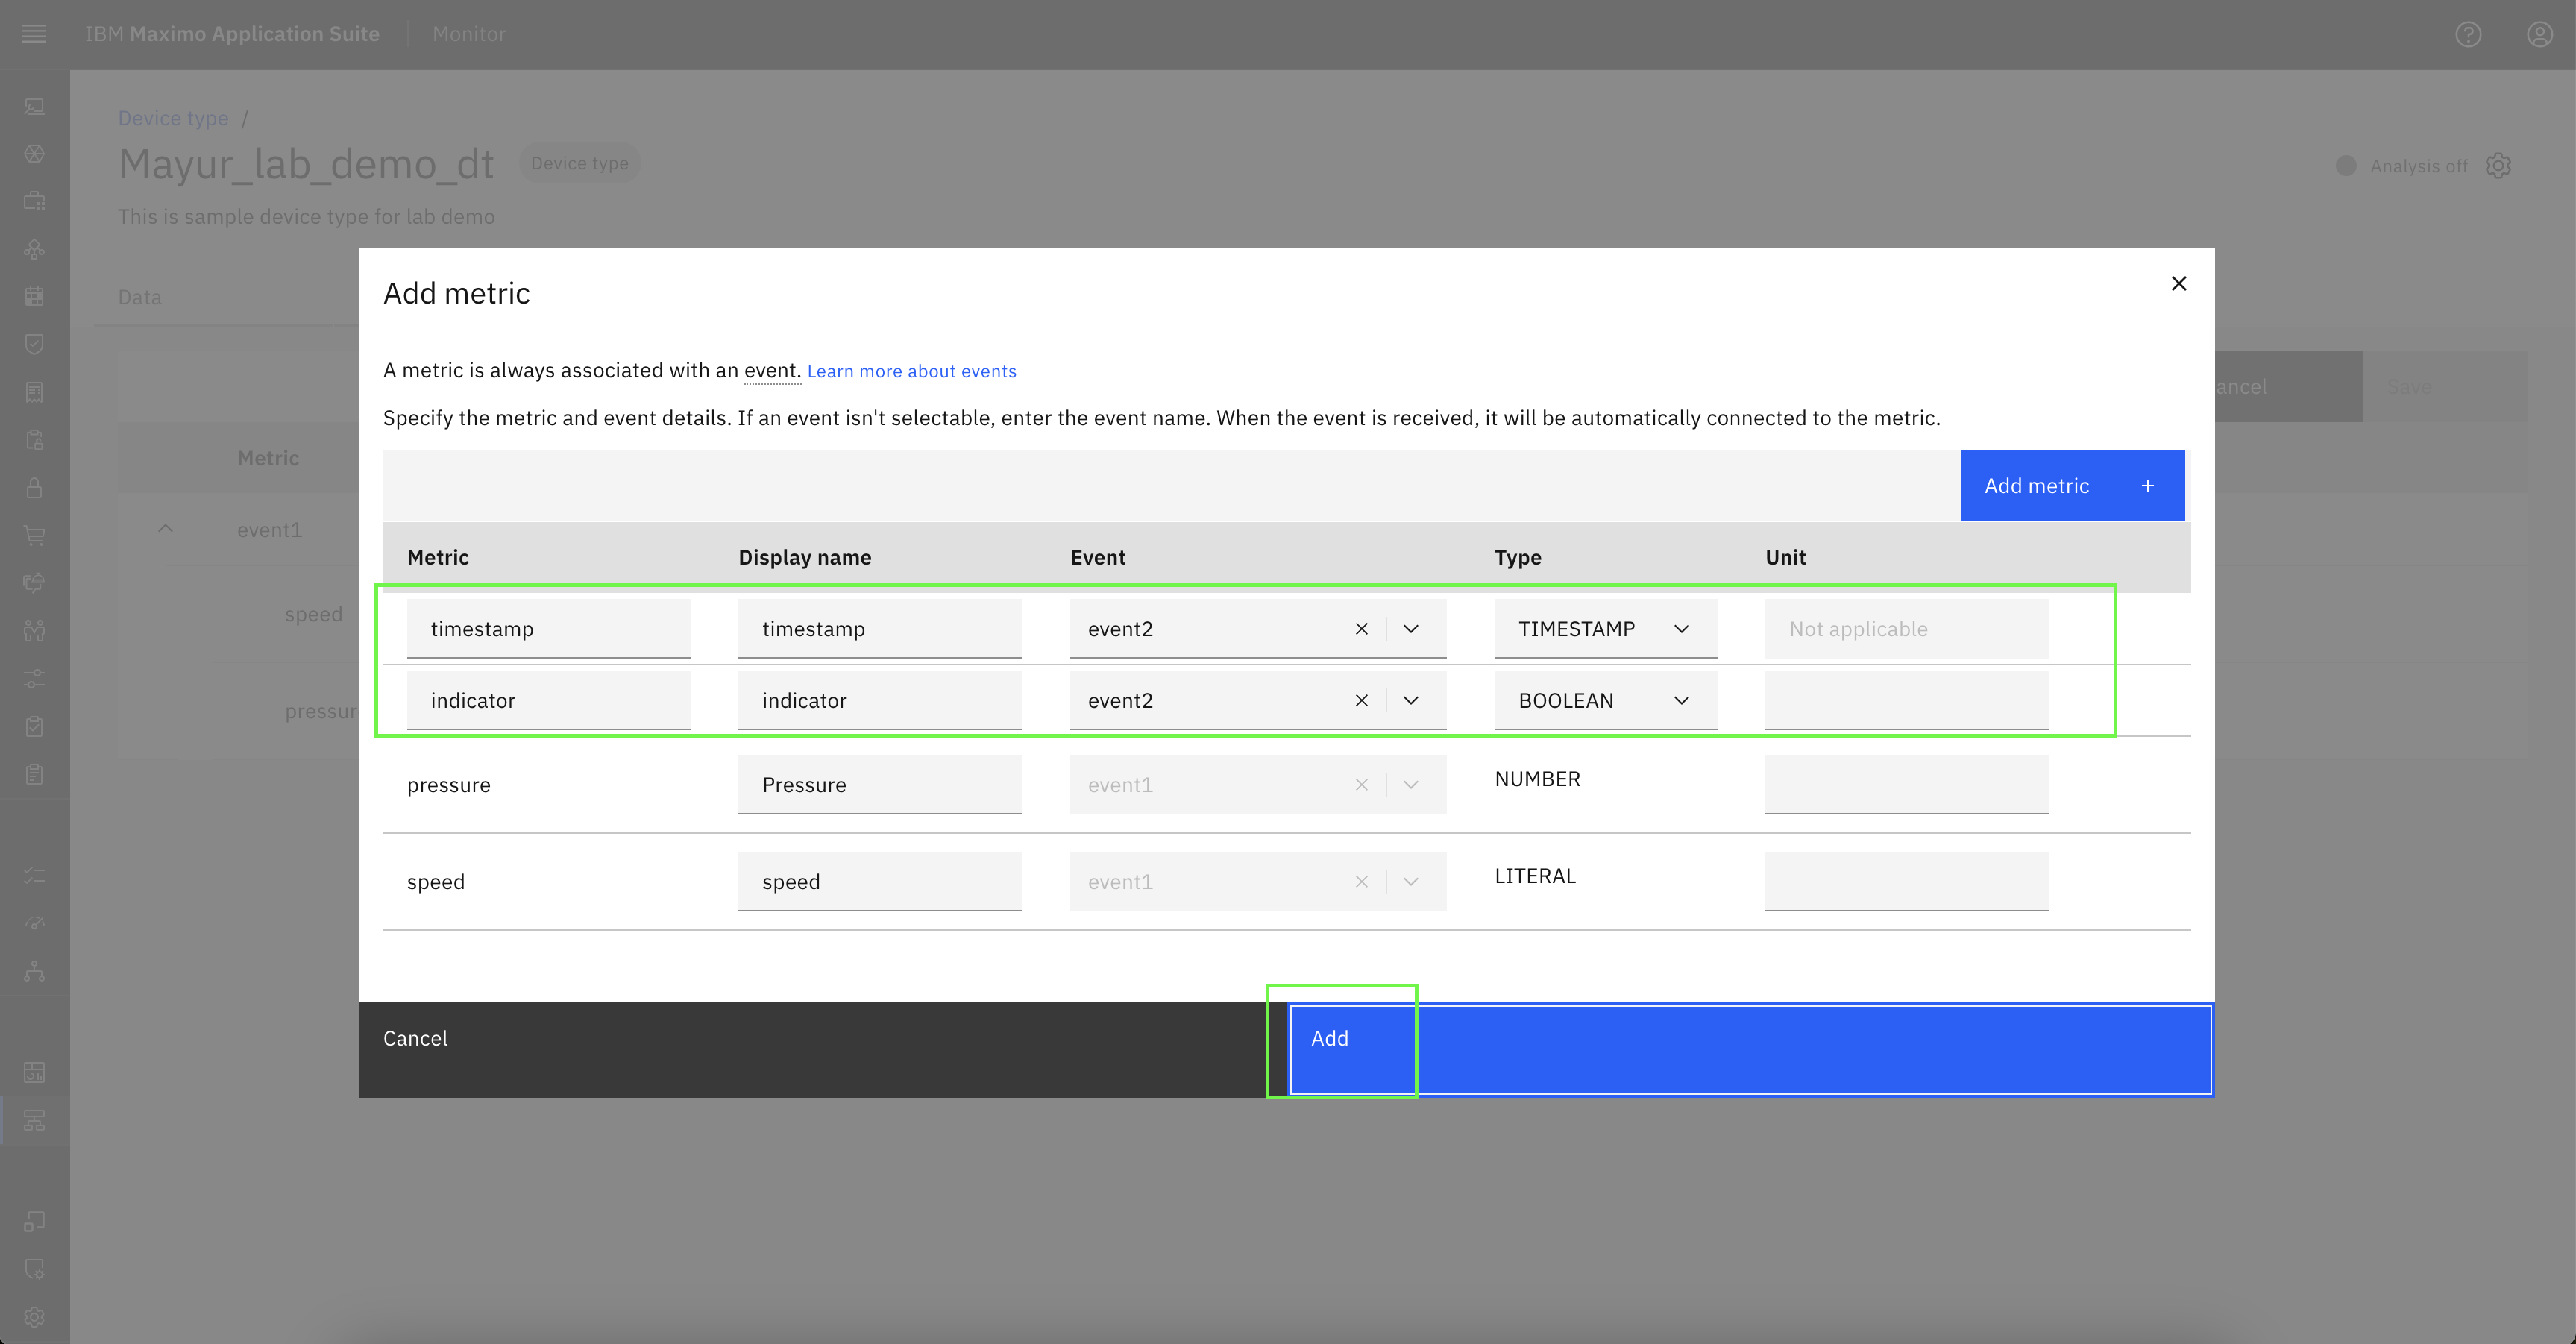 IBM Maximo Application Suite Monitor
Device type /
Mayur_lab_demo_dt Device type
Analysis off
This is sample device type for lab demo
Data
Add metric
A metric is always associated with an event. Learn more about events
Specify the metric and event details. If an event isn't selectable, enter the event name. When the event is received, it will be automatically connected to the metric.
ancel Save
Add metric +
Metric
Metric Display name Event Type Unit
event1
timestamp timestamp event2 TIMESTAMP Not applicable
speed
indicator indicator event2 BOOLEAN
pressur
pressure Pressure event1 NUMBER
speed speed event1 LITERAL
Cancel Add